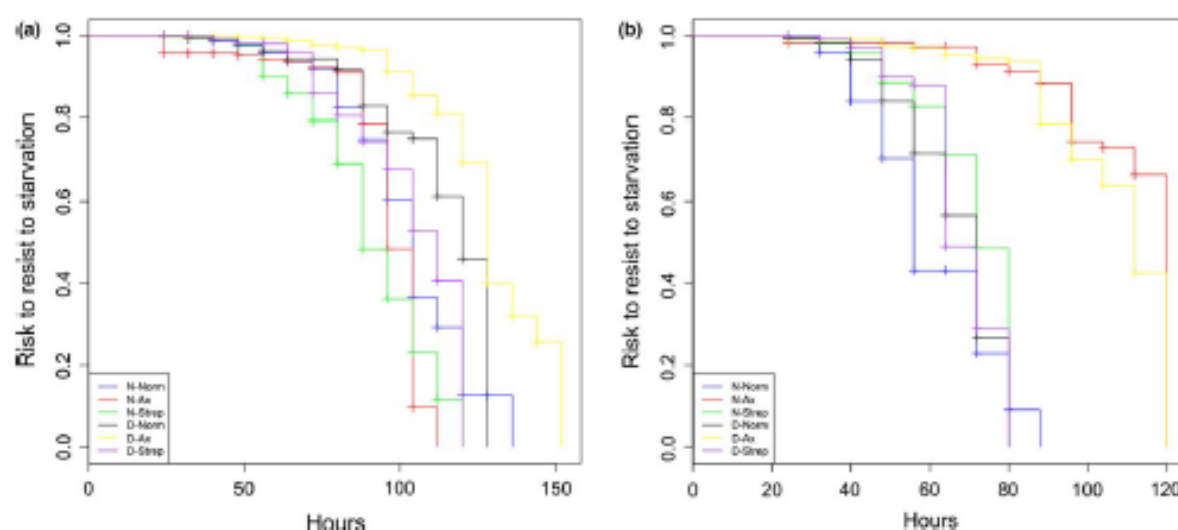 (a)
Risk to resist to starvation
1.0
0.8
0.6
0.4
0.2
0.0
N-Norm
N-Ax
N-Strep
D-Norm
D-Ax
D-Strep
0 50 100 150
Hours
(b)
Risk to resist to starvation
1.0
0.8
0.6
0.4
0.2
0.0
N-Norm
N-Ax
N-Strep
D-Norm
D-Ax
D-Strep
0 20 40 60 80 100 120
Hours